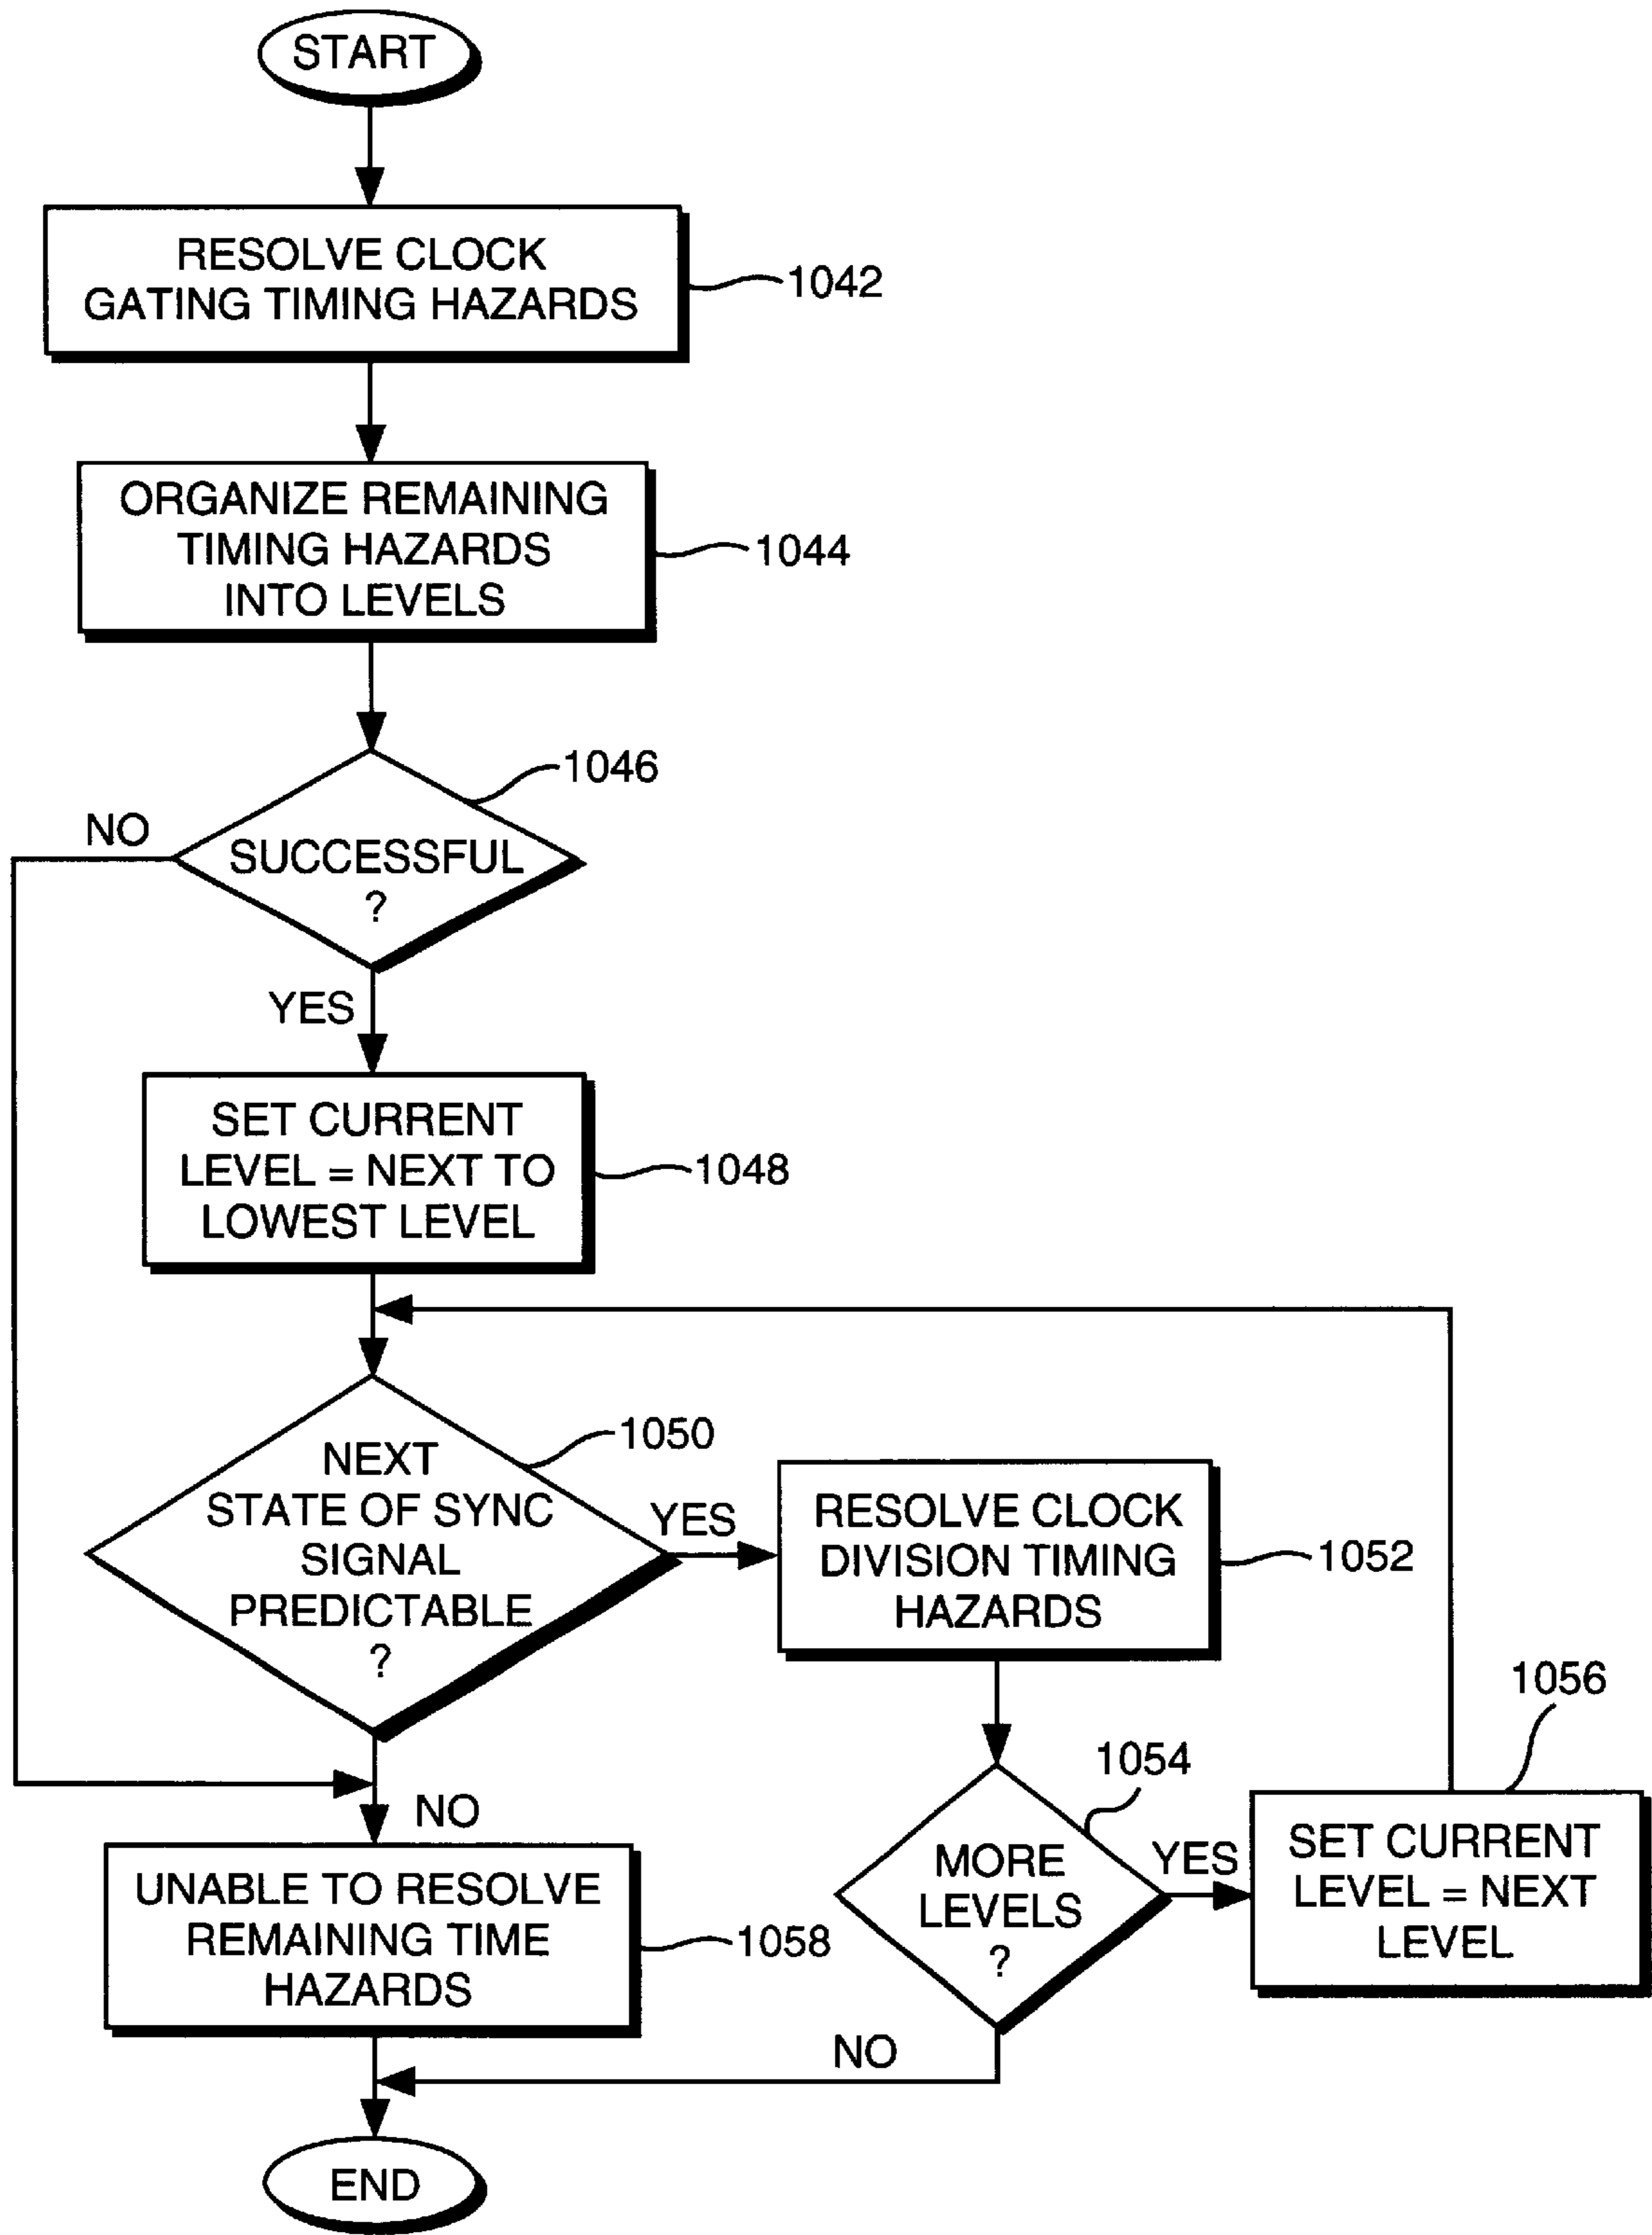 START
RESOLVE CLOCK
GATING TIMING HAZARDS
1042
ORGANIZE REMAINING
TIMING HAZARDS
INTO LEVELS
1044
1046
NO
SUCCESSFUL
?
YES
SET CURRENT
LEVEL = NEXT TO
LOWEST LEVEL
1048
1050
NEXT
STATE OF SYNC
SIGNAL
PREDICTABLE
?
YES
RESOLVE CLOCK
DIVISION TIMING
HAZARDS
1052
1054
MORE
LEVELS
?
YES
1056
SET CURRENT
LEVEL = NEXT
LEVEL
NO
UNABLE TO RESOLVE
REMAINING TIME
HAZARDS
1058
NO
END